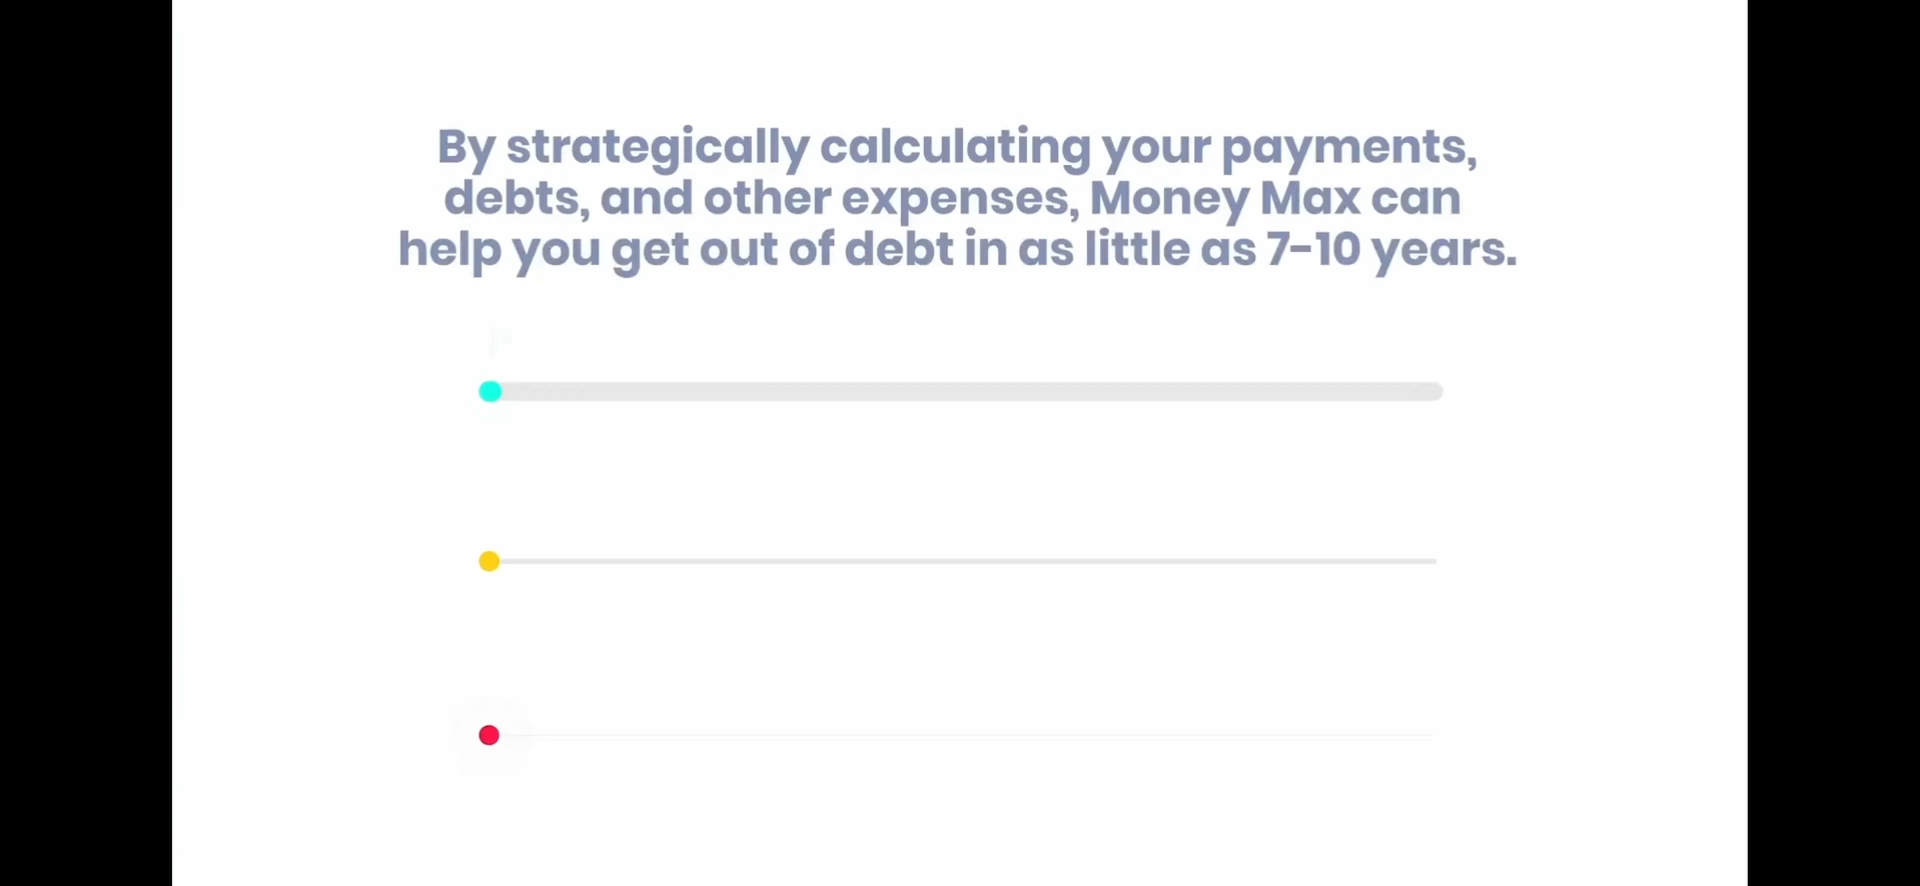 By strategically calculating your payments,
debts, and other expenses, Money Max can
help you get out of debt in as little as 7-10 years.